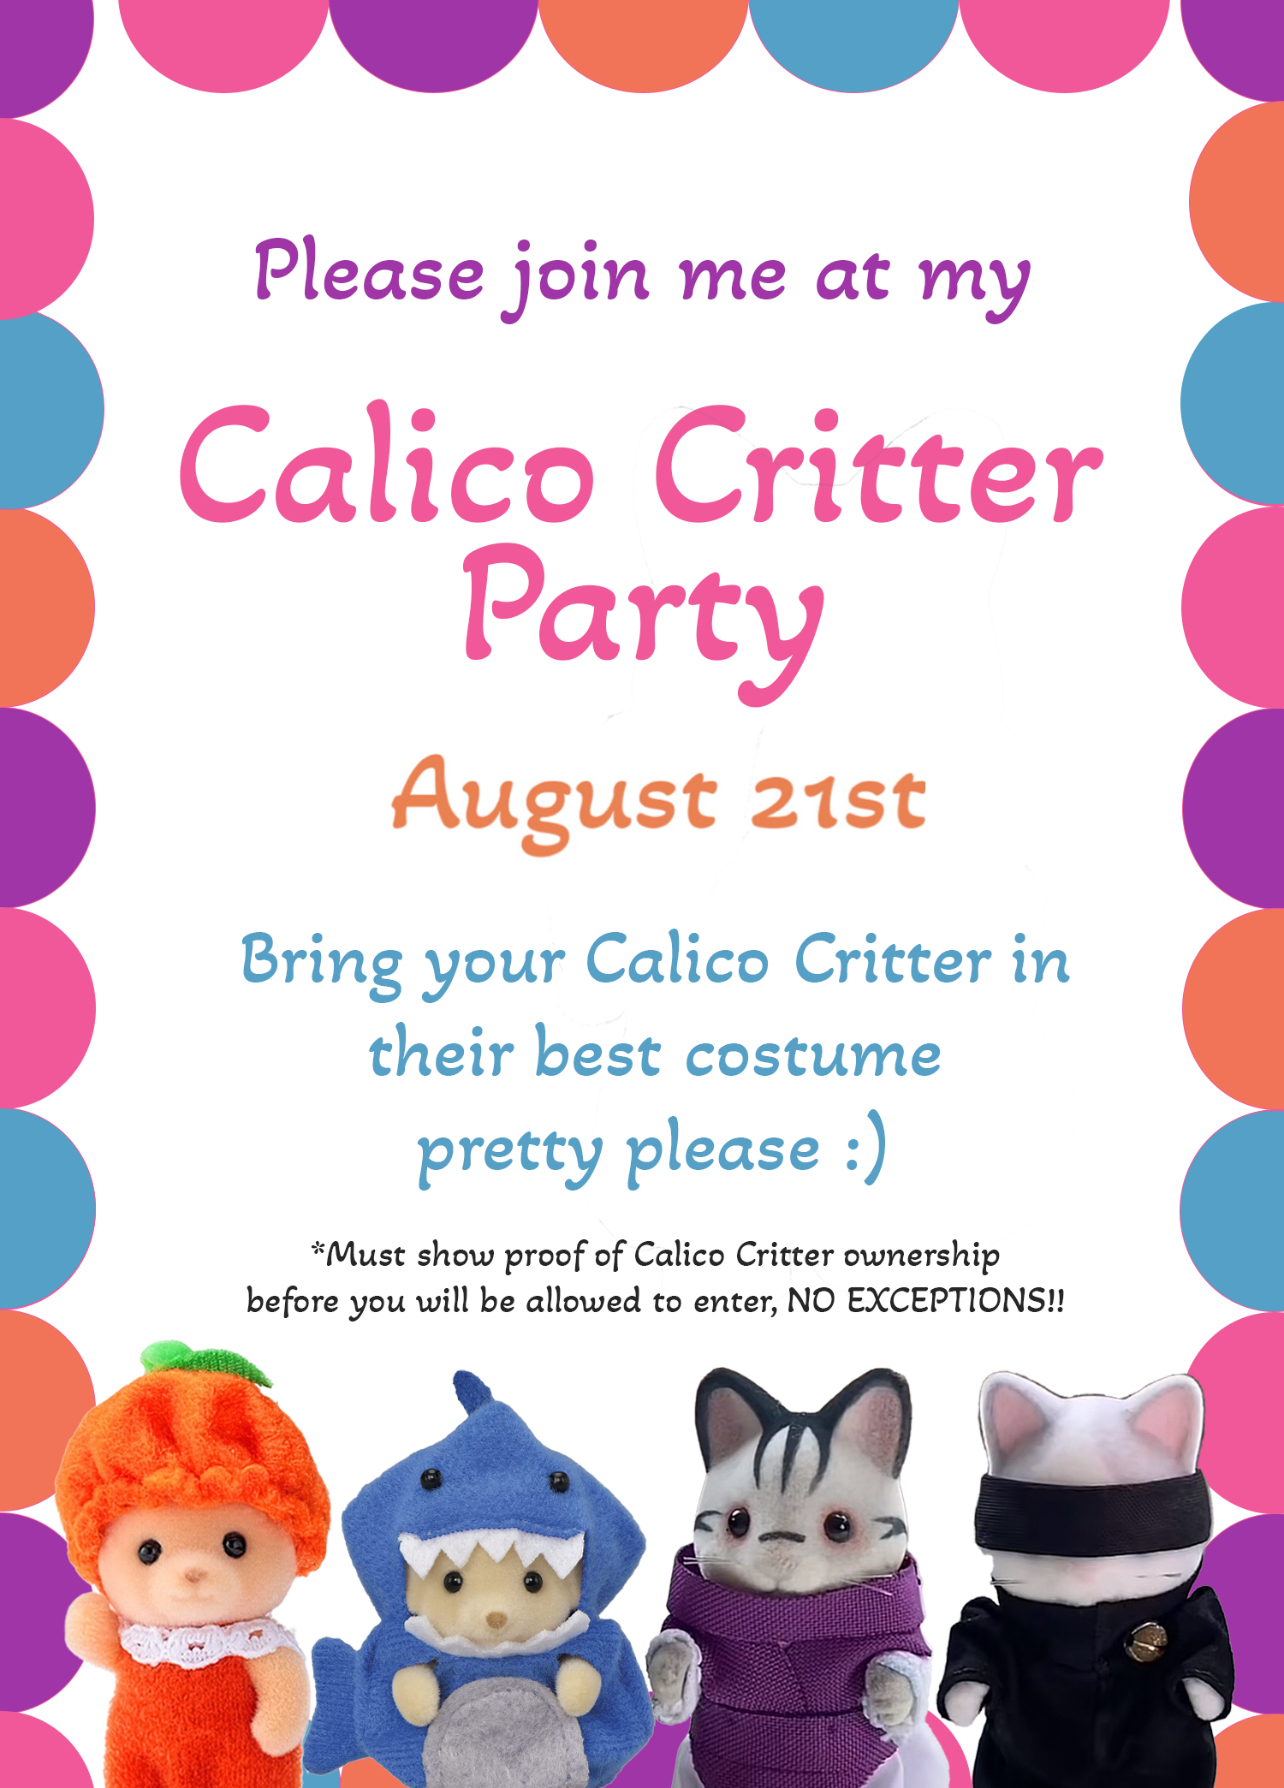 Please join me at my
Calico Critter
Party
August 21st
Bring your Calico Critter in
their best costume
pretty please :)
*Must show proof of Calico Critter ownership
before you will be allowed to enter, NO EXCEPTIONS!!